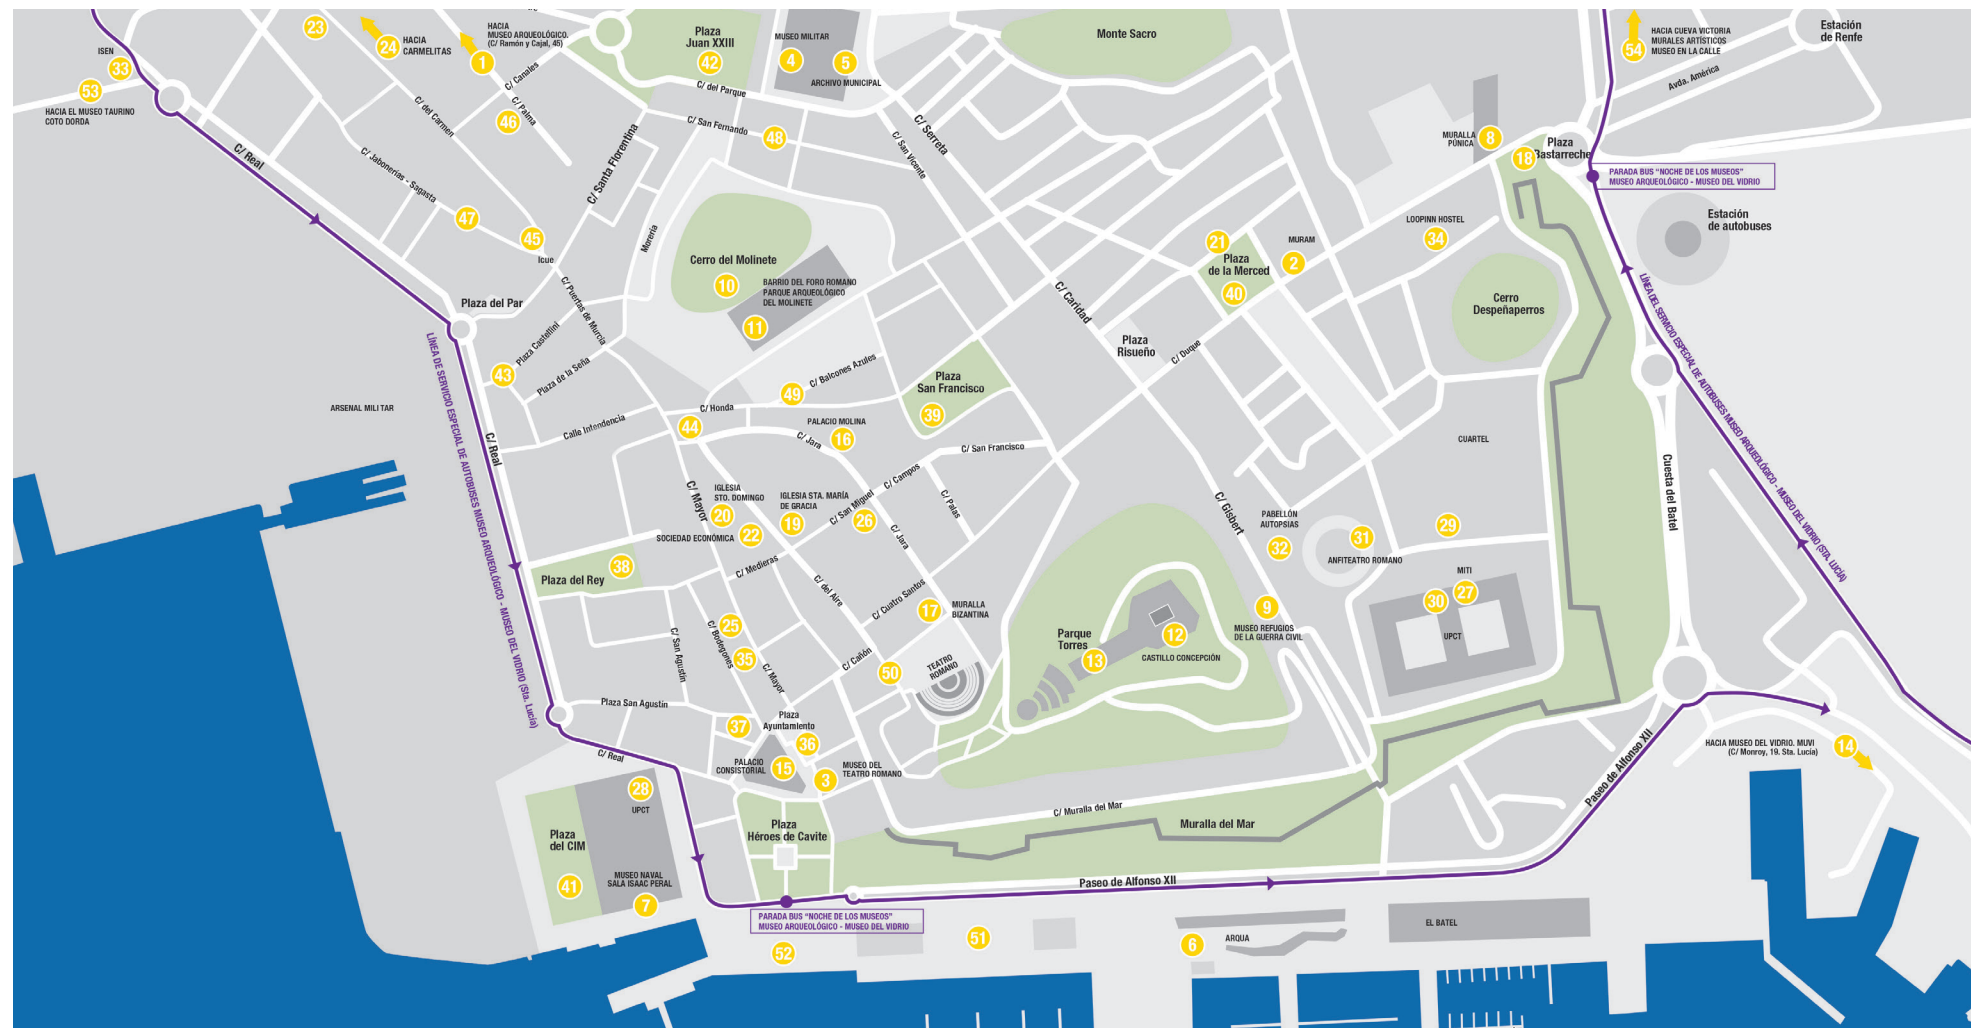 23
24
HACIA
CARMELITAS
HACIA
MUSEO ARQUEOLÓGICO.
(C/ Ramón y Cajal, 45)
1
ISEN
33
53
HACIA EL MUSEO TAURINO
COTO DORDA
C/ Canales
C/ Palma
46
C/ del Carmen
C/ Jabonerías - Sagasta
47
45
Icue
C/ Real
Plaza
Juan XXIII
42
MUSEO MILITAR
4
5
ARCHIVO MUNICIPAL
C/ del Parque
C/ San Fernando
48
C/ Santa Florentina
Morería
C/ San Vicente
C/ Serreta
Monte Sacro
54
HACIA CUEVA VICTORIA
MURALES ARTÍSTICOS
MUSEO EN LA CALLE
Estación
de Renfe
Avda. América
MURALLA
PÚNICA
8
18
Plaza
Bastarreche
PARADA BUS “NOCHE DE LOS MUSEOS”
MUSEO ARQUEOLÓGICO - MUSEO DEL VIDRIO
Estación
de autobuses
LOOPINN HOSTEL
34
21
Plaza
de la Merced
40
MURAM
2
Cerro
Despeñaperros
Cerro del Molinete
10
BARRIO DEL FORO ROMANO
PARQUE ARQUEOLÓGICO
DEL MOLINETE
11
C/ Caridad
Plaza
Risueño
C/ Duque
Plaza del Par
C/ Puertas de Murcia
Plaza Castellini
Plaza de la Seña
43
Calle Intendencia
C/ Honda
44
49
C/ Balcones Azules
Plaza
San Francisco
39
PALACIO MOLINA
16
C/ Jara
C/ San Francisco
C/ Campos
C/ San Miguel
C/ Palas
ARSENAL MILITAR
C/ Real
LÍNEA DE SERVICIO ESPECIAL DE AUTOBUSES MUSEO ARQUEOLÓGICO - MUSEO DEL VIDRIO (Sta. Lucía)
LÍNEA DEL SERVICIO ESPECIAL DE AUTOBUSES MUSEO ARQUEOLÓGICO - MUSEO DEL VIDRIO (STA. LUCÍA)
CUARTEL
Cuesta del Batel
C/ Mayor
IGLESIA
STO. DOMINGO
20
IGLESIA STA. MARÍA
DE GRACIA
19
26
SOCIEDAD ECONÓMICA
22
C/ Jara
C/ Medieras
C/ del Aire
C/ Cuatro Santos
17
MURALLA
BIZANTINA
C/ Gisbert
PABELLÓN
AUTOPSIAS
32
31
ANFITEATRO ROMANO
29
MITI
30
27
UPCT
9
MUSEO REFUGIOS
DE LA GUERRA CIVIL
Plaza del Rey
38
C/ San Agustín
C/ Bodegones
25
35
C/ Mayor
C/ Cañón
50
TEATRO
ROMANO
Parque
Torres
13
12
CASTILLO CONCEPCIÓN
Plaza San Agustín
37
Plaza
Ayuntamiento
36
PALACIO
CONSISTORIAL
15
3
MUSEO DEL
TEATRO ROMANO
C/ Real
28
UPCT
Plaza
del CIM
41
MUSEO NAVAL
SALA ISAAC PERAL
7
Plaza
Héroes de Cavite
C/ Muralla del Mar
Muralla del Mar
Paseo de Alfonso XII
Paseo de Alfonso XII
HACIA MUSEO DEL VIDRIO. MUVI
(C/ Monroy, 19. Sta. Lucía)
14
PARADA BUS “NOCHE DE LOS MUSEOS”
MUSEO ARQUEOLÓGICO - MUSEO DEL VIDRIO
52
51
6
ARQUA
EL BATEL